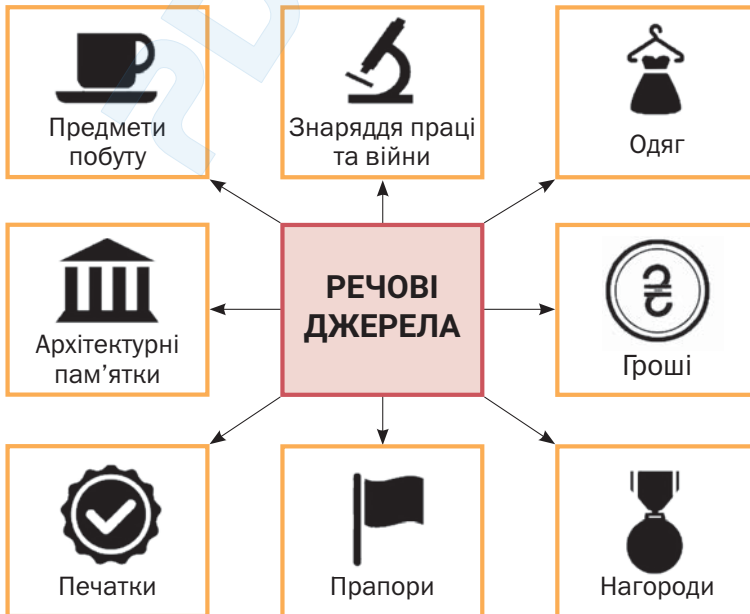 Предмети
побуту
Знаряддя праці
та війни
Одяг
Архітектурні
пам’ятки
РЕЧОВІ
ДЖЕРЕЛА
Гроші
Печатки
Прапори
Нагороди